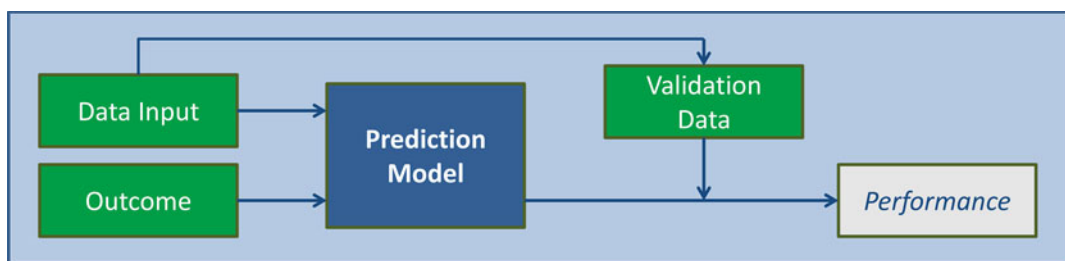 Data Input
Outcome
Prediction
Model
Validation
Data
Performance